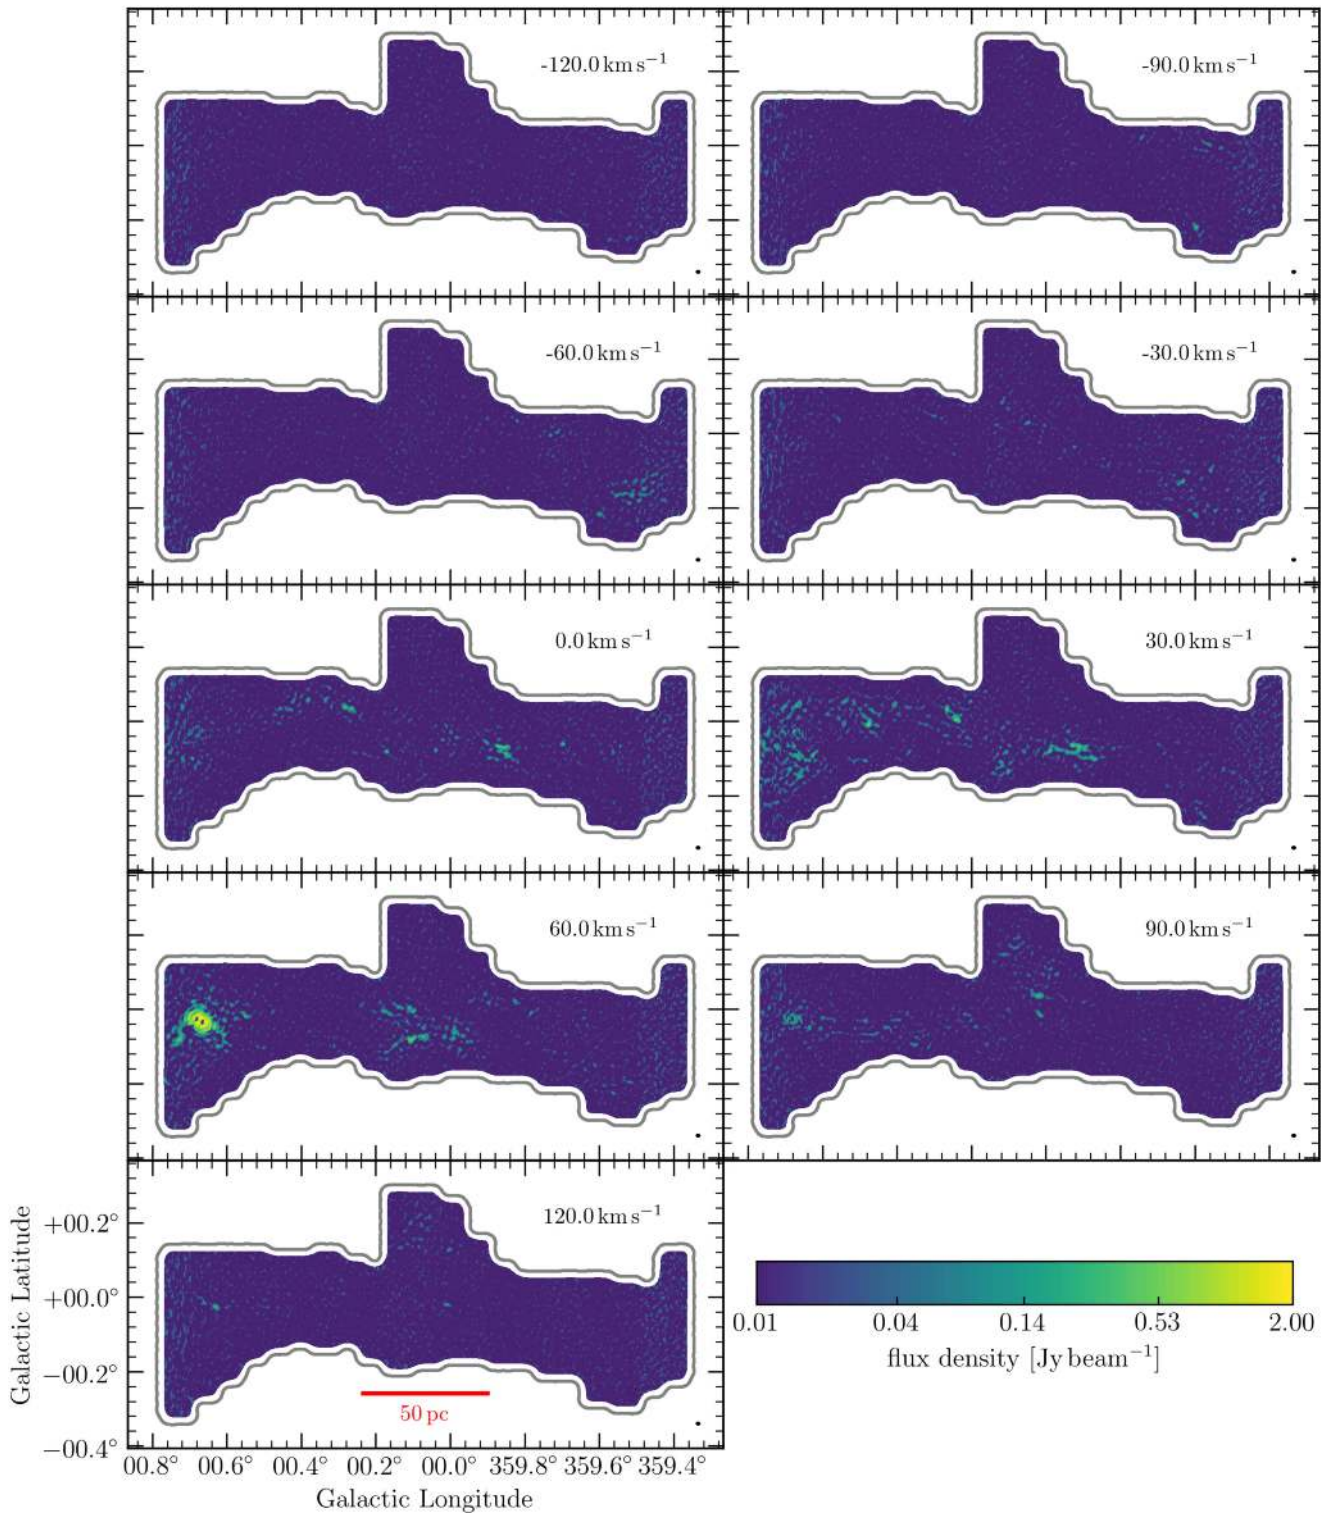 -120.0 km s⁻¹
-90.0 km s⁻¹
-60.0 km s⁻¹
-30.0 km s⁻¹
0.0 km s⁻¹
30.0 km s⁻¹
60.0 km s⁻¹
90.0 km s⁻¹
120.0 km s⁻¹
Galactic Latitude
+00.2°
+00.0°
−00.2°
−00.4°
50 pc
00.8° 00.6° 00.4° 00.2° 00.0° 359.8° 359.6° 359.4°
Galactic Longitude
0.01 0.04 0.14 0.53 2.00
flux density [Jy beam⁻¹]